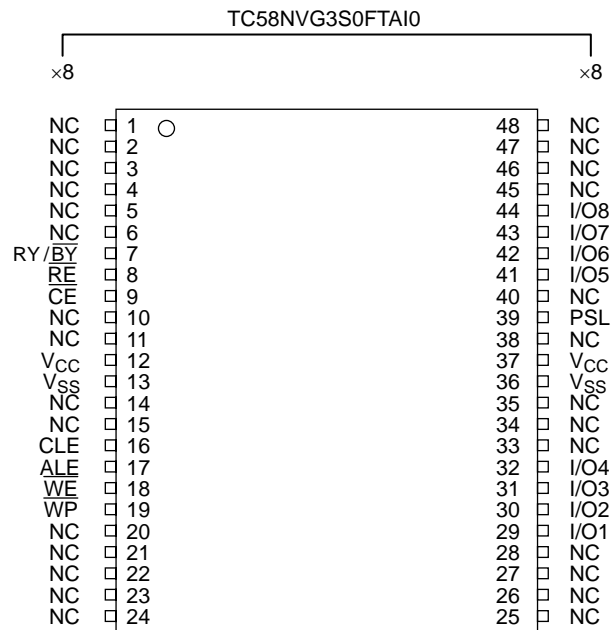 TC58NVG3S0FTAI0
×8 ×8
NC 1 48 NC
NC 2 47 NC
NC 3 46 NC
NC 4 45 NC
NC 5 44 I/O8
NC 6 43 I/O7
RY/B̅Y̅ 7 42 I/O6
R̅E̅ 8 41 I/O5
C̅E̅ 9 40 NC
NC 10 39 PSL
NC 11 38 NC
VCC 12 37 VCC
VSS 13 36 VSS
NC 14 35 NC
NC 15 34 NC
CLE 16 33 NC
ALE 17 32 I/O4
W̅E̅ 18 31 I/O3
W̅P̅ 19 30 I/O2
NC 20 29 I/O1
NC 21 28 NC
NC 22 27 NC
NC 23 26 NC
NC 24 25 NC